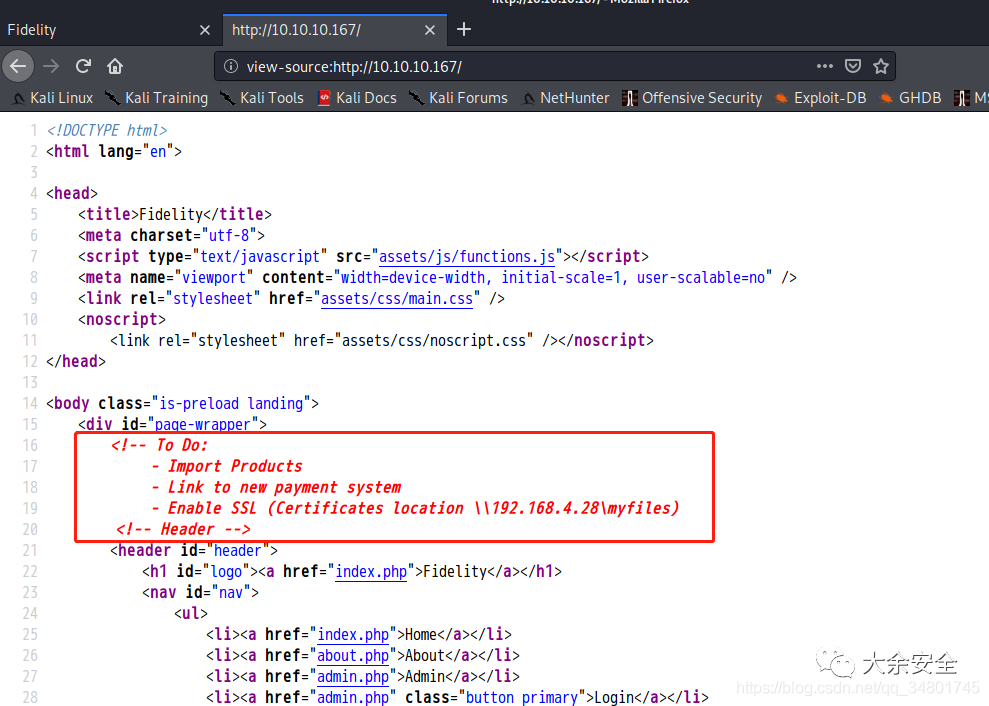 http://10.10.10.167/ - Mozilla Firefox
Fidelity
http://10.10.10.167/
view-source:http://10.10.10.167/
Kali Linux Kali Training Kali Tools Kali Docs Kali Forums NetHunter Offensive Security Exploit-DB GHDB MS
1 <!DOCTYPE html>
2 <html lang="en">
3
4 <head>
5 <title>Fidelity</title>
6 <meta charset="utf-8">
7 <script type="text/javascript" src="assets/js/functions.js"></script>
8 <meta name="viewport" content="width=device-width, initial-scale=1, user-scalable=no" />
9 <link rel="stylesheet" href="assets/css/main.css" />
10 <noscript>
11 <link rel="stylesheet" href="assets/css/noscript.css" /></noscript>
12 </head>
13
14 <body class="is-preload landing">
15 <div id="page-wrapper">
16 <!-- To Do:
17 - Import Products
18 - Link to new payment system
19 - Enable SSL (Certificates location \\192.168.4.28\myfiles)
20 <!-- Header -->
21 <header id="header">
22 <h1 id="logo"><a href="index.php">Fidelity</a></h1>
23 <nav id="nav">
24 <ul>
25 <li><a href="index.php">Home</a></li>
26 <li><a href="about.php">About</a></li>
27 <li><a href="admin.php">Admin</a></li>
28 <li><a href="admin.php" class="button primary">Login</a></li>
大余安全
https://blog.csdn.net/qq_34801745